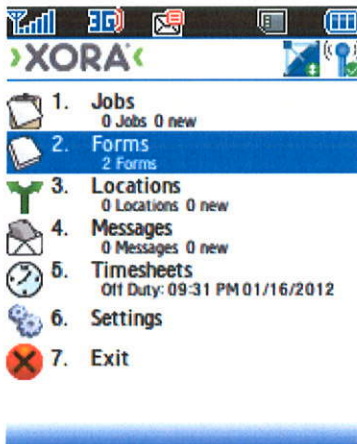 3G
XORA
1. Jobs
0 Jobs 0 new
2. Forms
2 Forms
3. Locations
0 Locations 0 new
4. Messages
0 Messages 0 new
5. Timesheets
Off Duty: 09:31 PM 01/16/2012
6. Settings
7. Exit